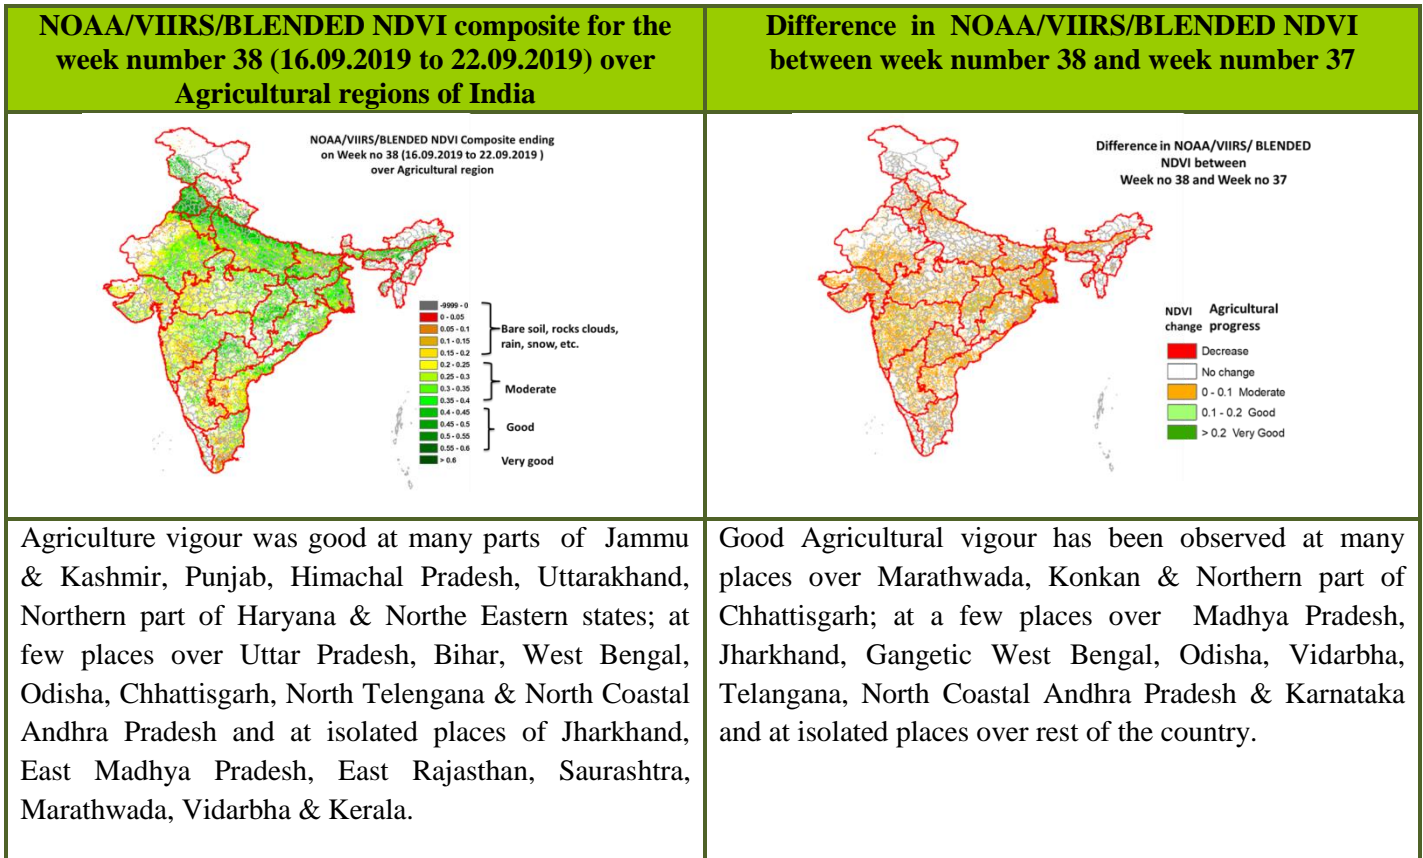 NOAA/VIIRS/BLENDED NDVI composite for the
week number 38 (16.09.2019 to 22.09.2019) over
Agricultural regions of India
Difference in NOAA/VIIRS/BLENDED NDVI
between week number 38 and week number 37
NOAA/VIIRS/BLENDED NDVI Composite ending
on Week no 38 (16.09.2019 to 22.09.2019 )
over Agricultural region
-9999 - 0
0 - 0.05
0.05 - 0.1
0.1 - 0.15
0.15 - 0.2
0.2 - 0.25
0.25 - 0.3
0.3 - 0.35
0.35 - 0.4
0.4 - 0.45
0.45 - 0.5
0.5 - 0.55
0.55 - 0.6
> 0.6
Bare soil, rocks clouds,
rain, snow, etc.
Moderate
Good
Very good
Difference in NOAA/VIIRS/ BLENDED
NDVI between
Week no 38 and Week no 37
NDVI change
Agricultural progress
Decrease
No change
0 - 0.1 Moderate
0.1 - 0.2 Good
> 0.2 Very Good
Agriculture vigour was good at many parts of Jammu
& Kashmir, Punjab, Himachal Pradesh, Uttarakhand,
Northern part of Haryana & Northe Eastern states; at
few places over Uttar Pradesh, Bihar, West Bengal,
Odisha, Chhattisgarh, North Telengana & North Coastal
Andhra Pradesh and at isolated places of Jharkhand,
East Madhya Pradesh, East Rajasthan, Saurashtra,
Marathwada, Vidarbha & Kerala.
Good Agricultural vigour has been observed at many
places over Marathwada, Konkan & Northern part of
Chhattisgarh; at a few places over Madhya Pradesh,
Jharkhand, Gangetic West Bengal, Odisha, Vidarbha,
Telangana, North Coastal Andhra Pradesh & Karnataka
and at isolated places over rest of the country.